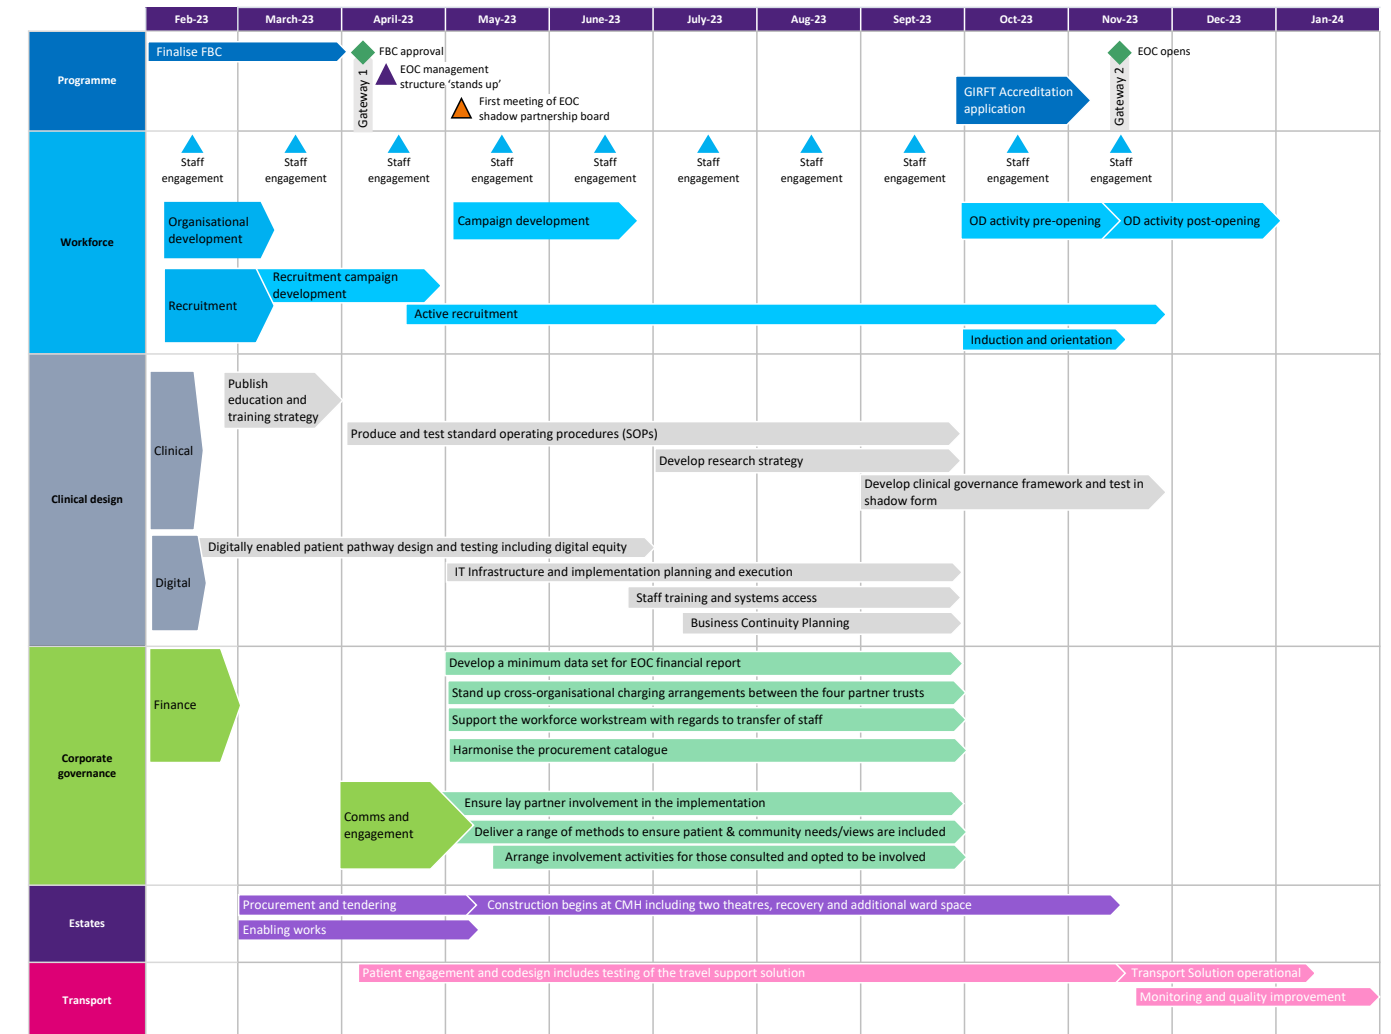 Feb-23 March-23 April-23 May-23 June-23 July-23 Aug-23 Sept-23 Oct-23 Nov-23 Dec-23 Jan-24
Programme
Finalise FBC
Gateway 1
FBC approval
EOC management
structure 'stands up'
First meeting of EOC
shadow partnership board
GIRFT Accreditation
application
Gateway 2
EOC opens
Workforce
Staff
engagement
Staff
engagement
Staff
engagement
Staff
engagement
Staff
engagement
Staff
engagement
Staff
engagement
Staff
engagement
Staff
engagement
Staff
engagement
Organisational
development
Campaign development
OD activity pre-opening
OD activity post-opening
Recruitment
Recruitment campaign
development
Active recruitment
Induction and orientation
Clinical design
Clinical
Publish
education and
training strategy
Produce and test standard operating procedures (SOPs)
Develop research strategy
Develop clinical governance framework and test in
shadow form
Digital
Digitally enabled patient pathway design and testing including digital equity
IT Infrastructure and implementation planning and execution
Staff training and systems access
Business Continuity Planning
Corporate
governance
Finance
Develop a minimum data set for EOC financial report
Stand up cross-organisational charging arrangements between the four partner trusts
Support the workforce workstream with regards to transfer of staff
Harmonise the procurement catalogue
Comms and
engagement
Ensure lay partner involvement in the implementation
Deliver a range of methods to ensure patient & community needs/views are included
Arrange involvement activities for those consulted and opted to be involved
Estates
Procurement and tendering
Construction begins at CMH including two theatres, recovery and additional ward space
Enabling works
Transport
Patient engagement and codesign includes testing of the travel support solution
Transport Solution operational
Monitoring and quality improvement